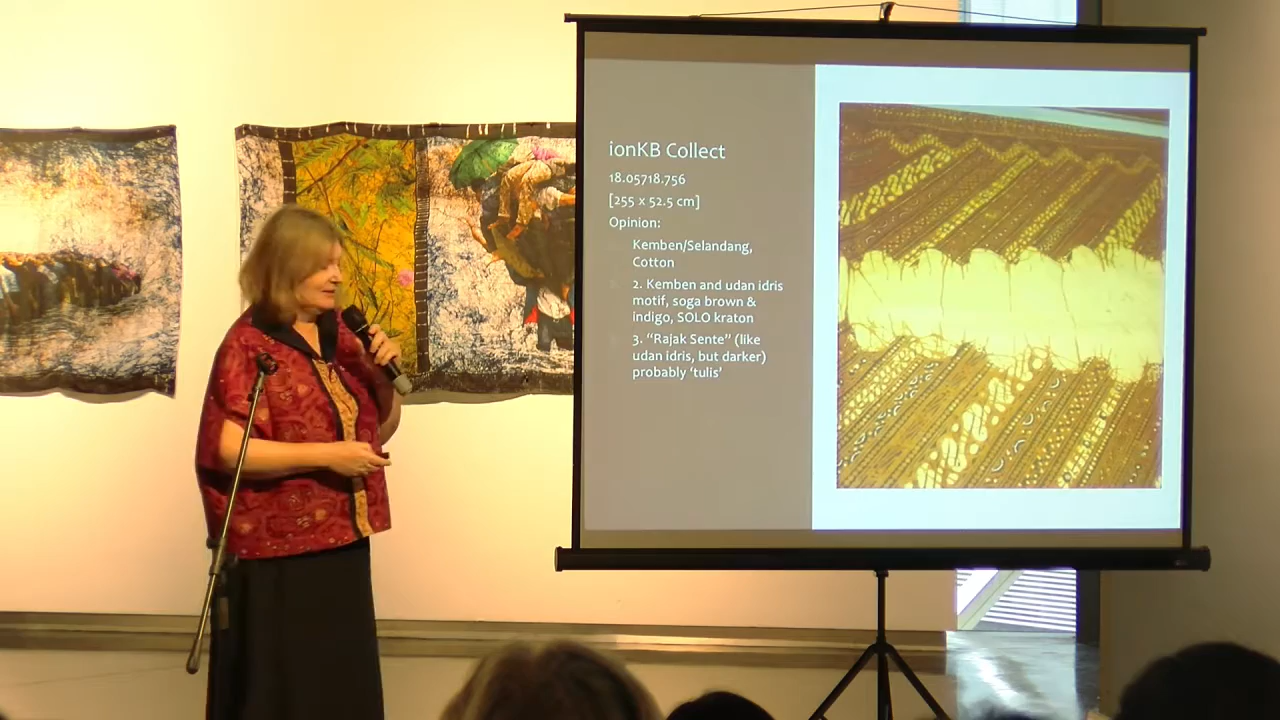 ionKB Collect
18.05718.756
[255 x 52.5 cm]
Opinion:
Kemben/Selandang,
Cotton
2. Kemben and udan idris
motif, soga brown &
indigo, SOLO kraton
3. “Rajak Sente” (like
udan idris, but darker)
probably ‘tulis’